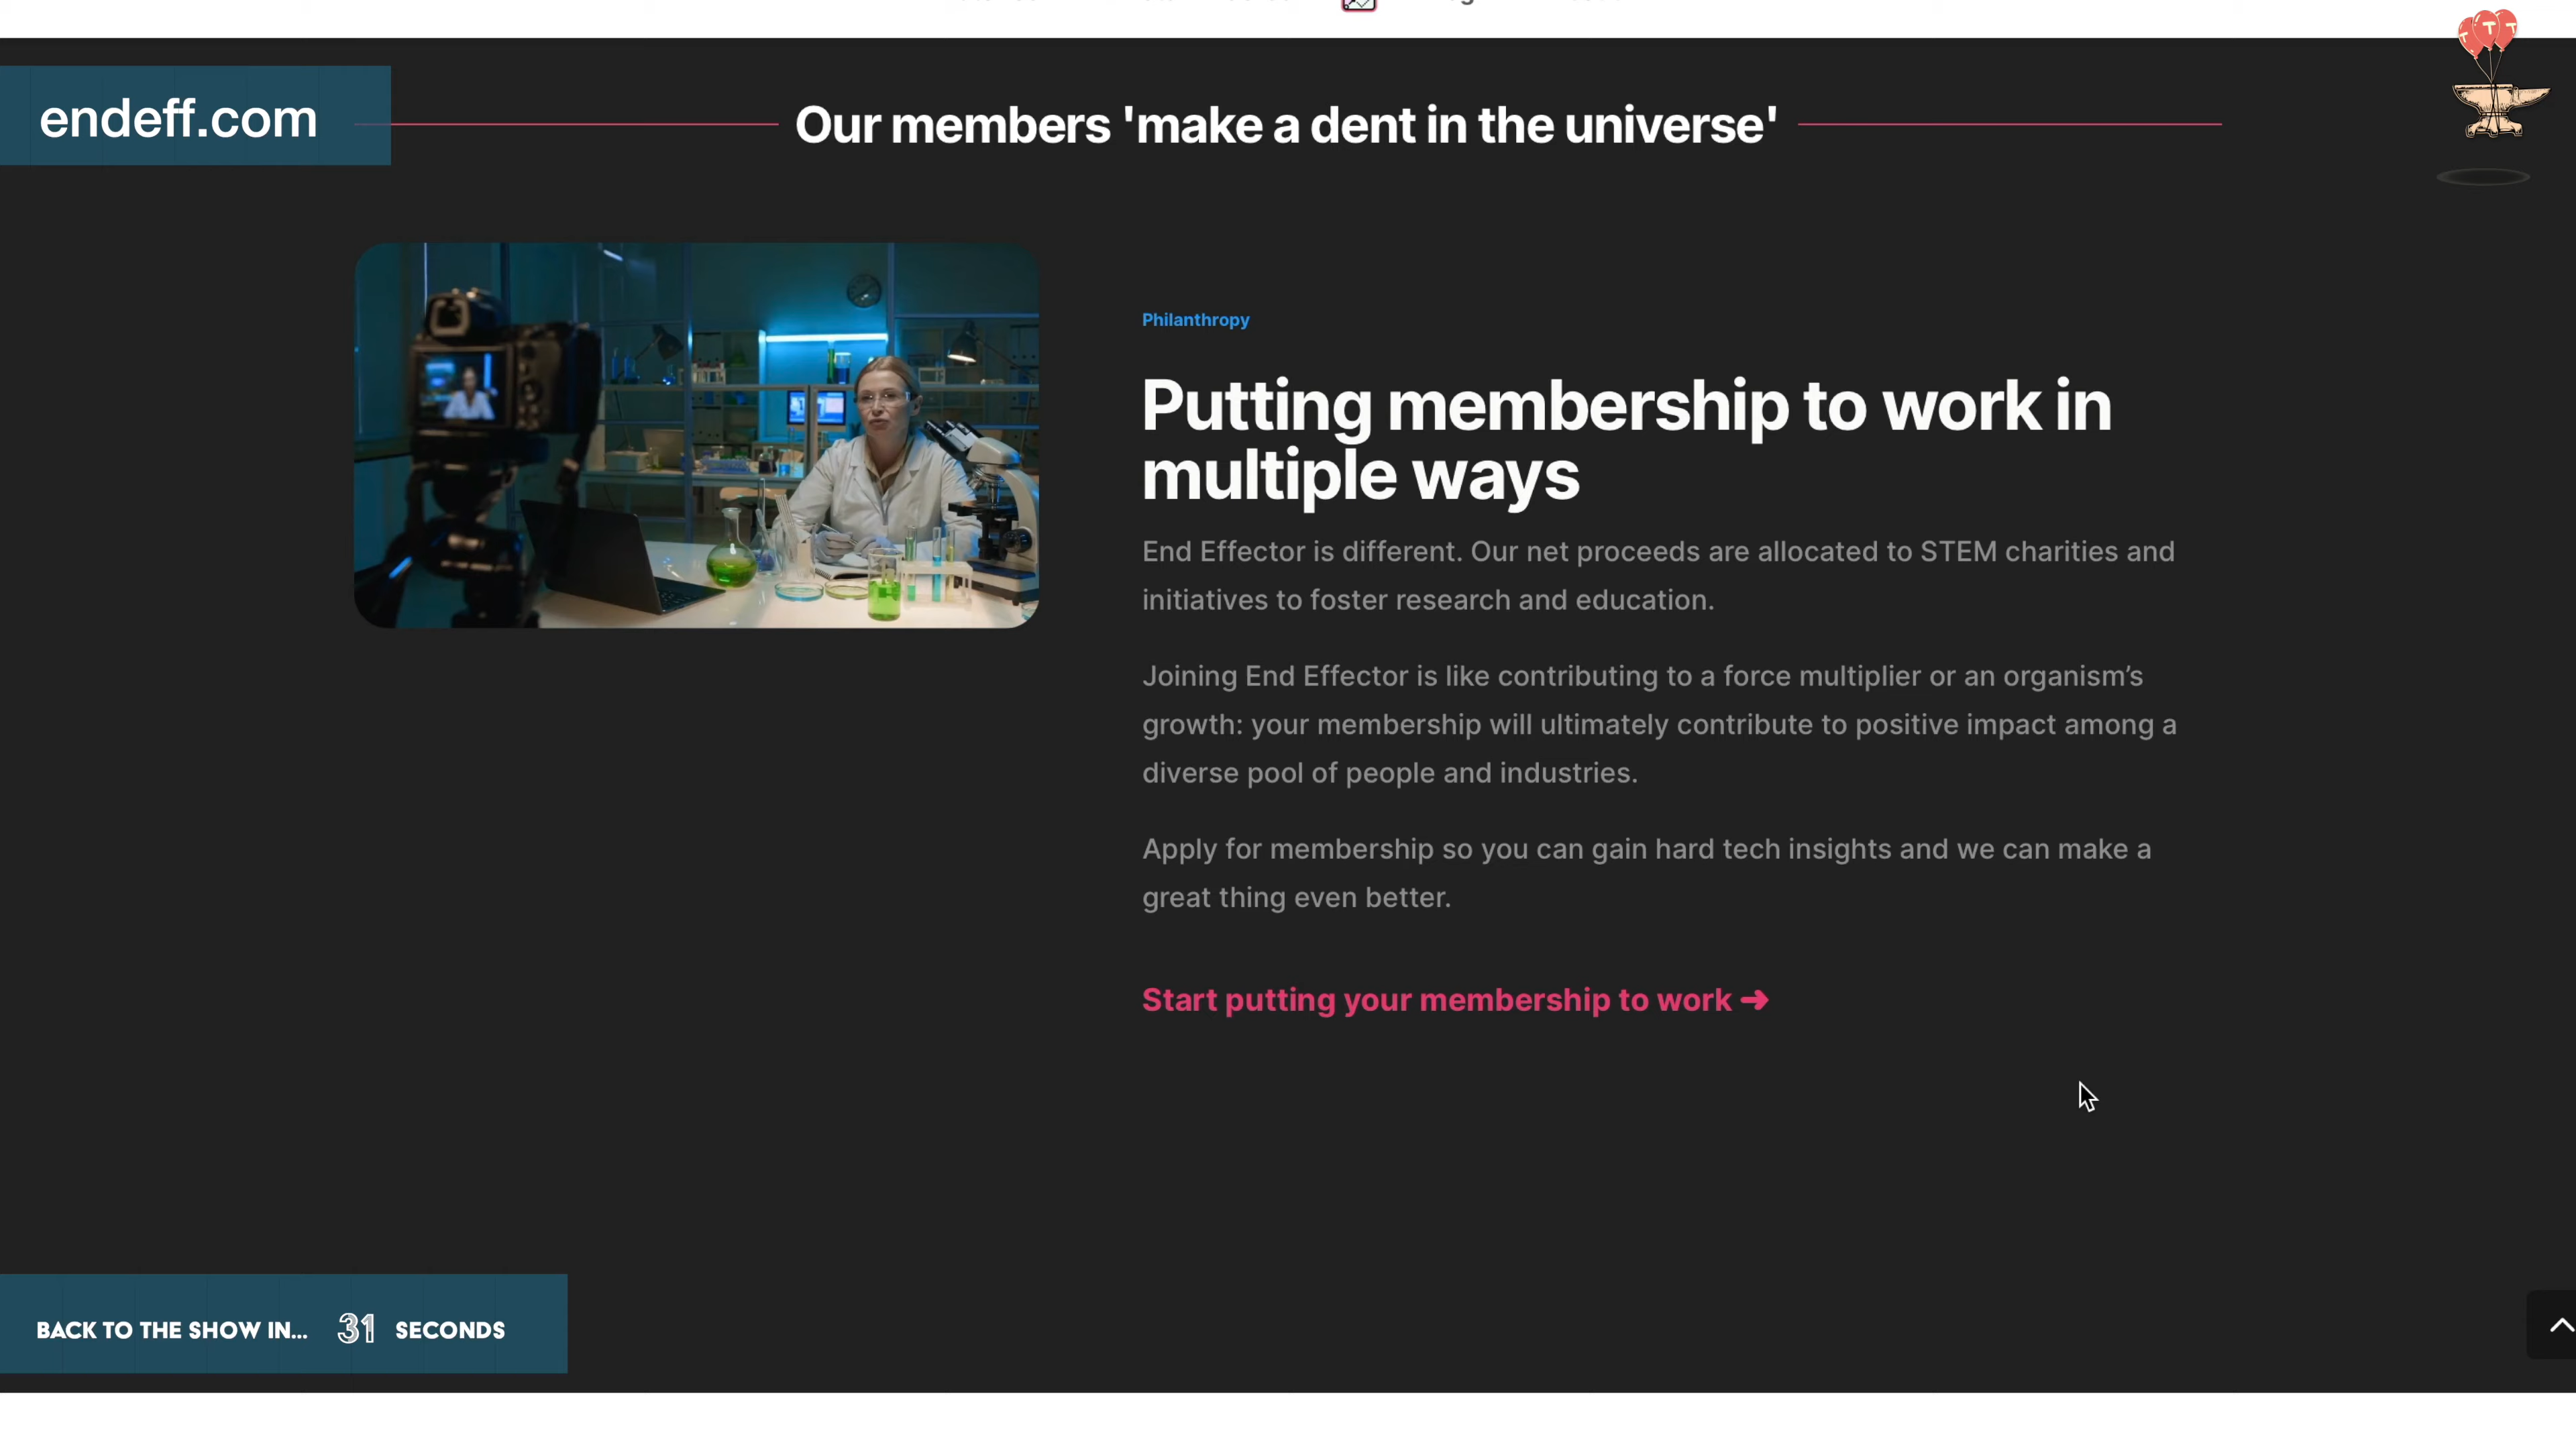 endeff.com
Our members 'make a dent in the universe'
T T T
Philanthropy
Putting membership to work in
multiple ways
End Effector is different. Our net proceeds are allocated to STEM charities and
initiatives to foster research and education.
Joining End Effector is like contributing to a force multiplier or an organism’s
growth: your membership will ultimately contribute to positive impact among a
diverse pool of people and industries.
Apply for membership so you can gain hard tech insights and we can make a
great thing even better.
Start putting your membership to work ➜
BACK TO THE SHOW IN... 31 SECONDS